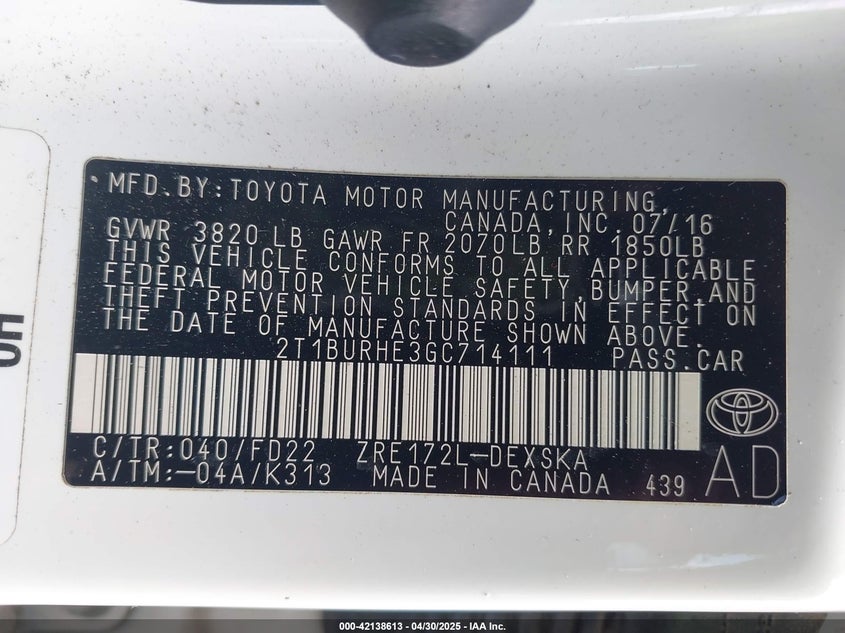 MFD.BY:TOYOTA MOTOR MANUFACTURING,
CANADA,INC. 07/16
GVWR 3820 LB GAWR FR 2070LB RR 1850LB
THIS VEHICLE CONFORMS TO ALL APPLICABLE
FEDERAL MOTOR VEHICLE SAFETY,BUMPER,AND
THEFT PREVENTION STANDARDS IN EFFECT ON
THE DATE OF MANUFACTURE SHOWN ABOVE.
2T1BURHE3GC714111 PASS.CAR
C/TR:040/FD22 ZRE172L-DEXSKA
A/TM:-04A/K313 MADE IN CANADA 439 AD
000-42138613 - 04/30/2025 - IAA Inc.